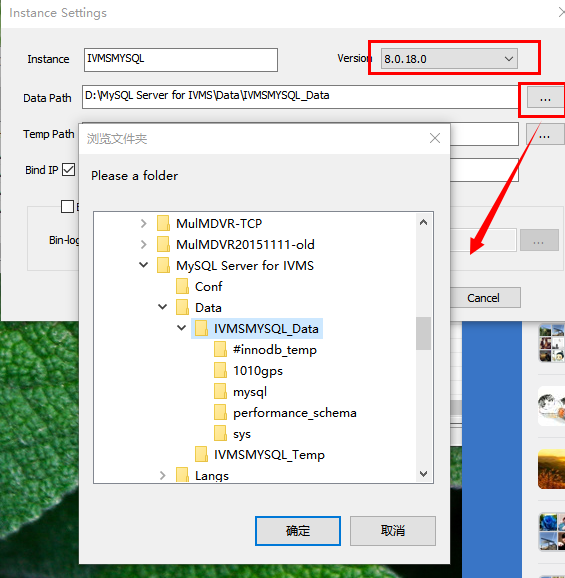 Instance Settings
Instance IVMSMYSQL Version 8.0.18.0
Data Path D:\MySQL Server for IVMS\Data\IVMSMYSQL_Data ...
Temp Path ...
浏览文件夹
Bind IP
Please a folder
Bin-log ...
MulMDVR-TCP
MulMDVR20151111-old
MySQL Server for IVMS
Conf
Cancel
Data
IVMSMYSQL_Data
#innodb_temp
1010gps
mysql
performance_schema
sys
IVMSMYSQL_Temp
Langs
确定 取消